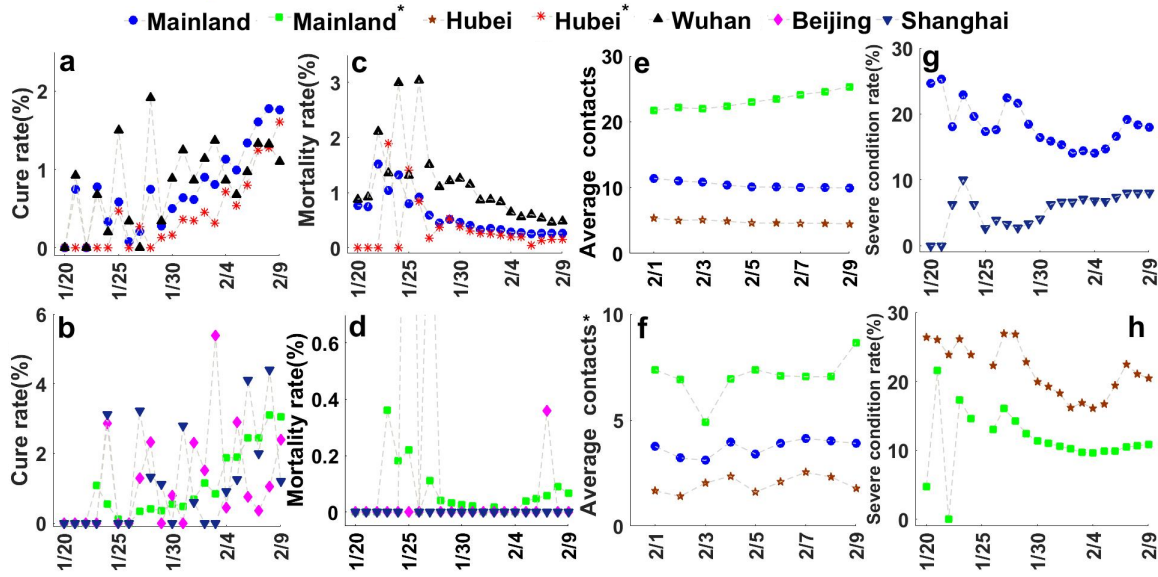 Mainland Mainland* Hubei Hubei* Wuhan Beijing Shanghai
a
Cure rate(%)
2
1
0
1/20 1/25 1/30 2/4 2/9
c
Mortality rate(%)
3
2
1
0
1/20 1/25 1/30 2/4 2/9
e
Average contacts
30
20
10
0
2/1 2/3 2/5 2/7 2/9
g
Severe condition rate(%)
30
20
10
0
1/20 1/25 1/30 2/4 2/9
b
Cure rate(%)
6
4
2
0
1/20 1/25 1/30 2/4 2/9
d
Mortality rate(%)
0.6
0.4
0.2
0
1/20 1/25 1/30 2/4 2/9
f
Average contacts*
10
5
0
2/1 2/3 2/5 2/7 2/9
h
Severe condition rate(%)
30
20
10
0
1/20 1/25 1/30 2/4 2/9